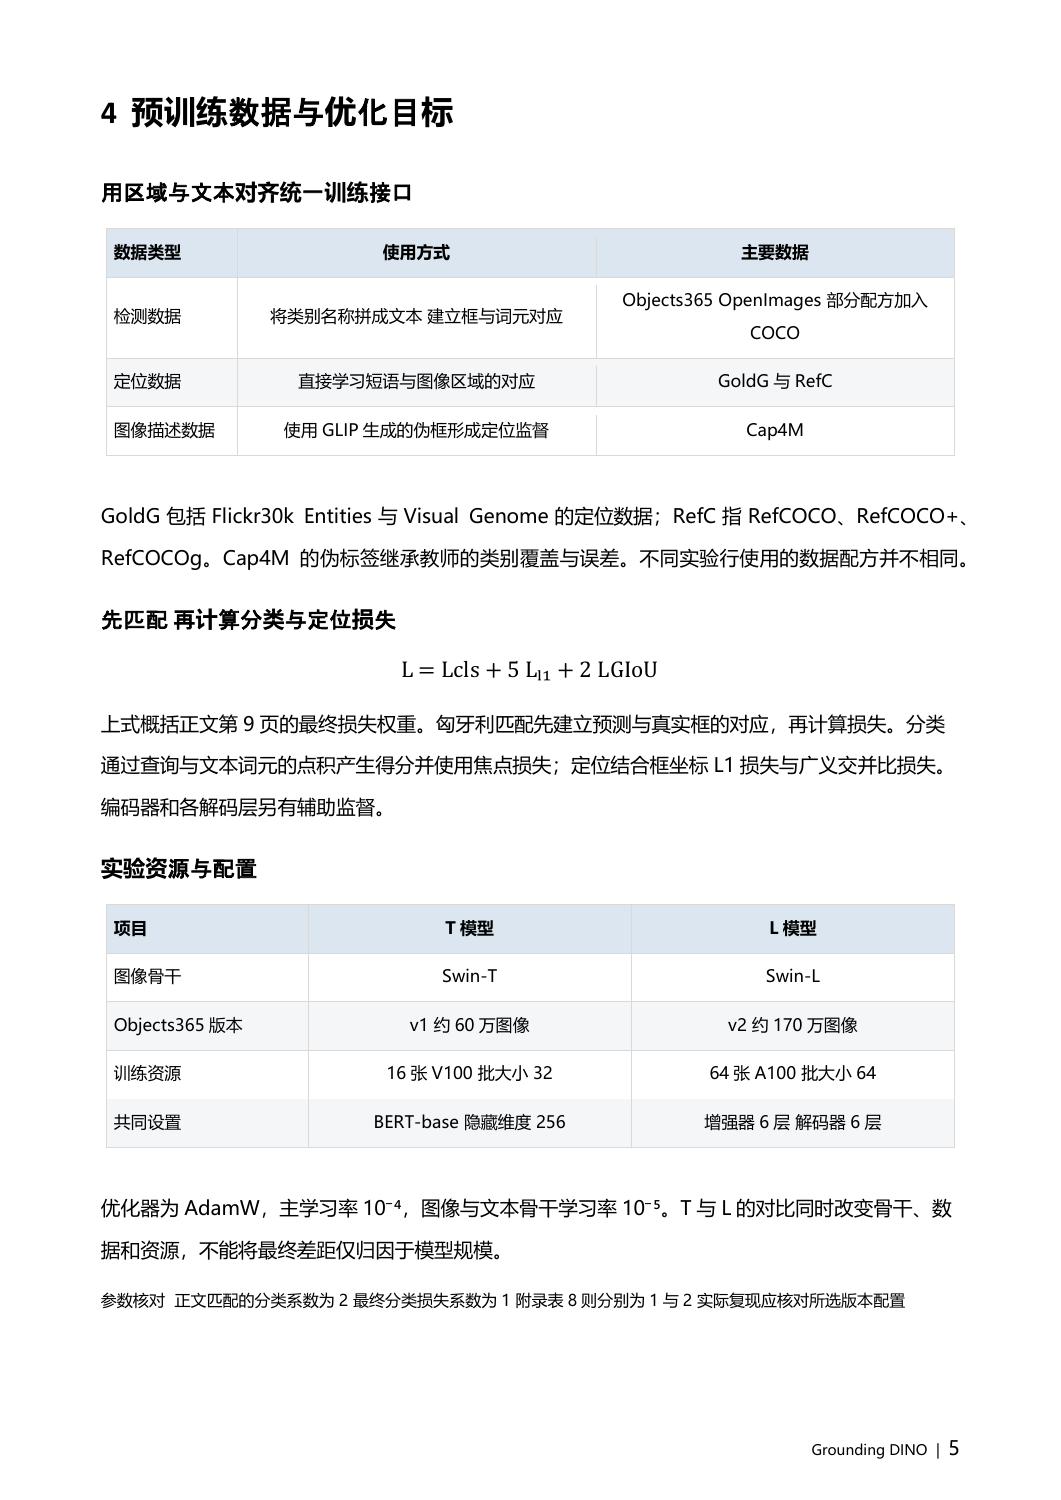 4 预训练数据与优化目标
用区域与文本对齐统一训练接口
数据类型 使用方式 主要数据
检测数据 将类别名称拼成文本 建立框与词元对应 Objects365 OpenImages 部分配方加入
COCO
定位数据 直接学习短语与图像区域的对应 GoldG 与 RefC
图像描述数据 使用 GLIP 生成的伪框形成定位监督 Cap4M
GoldG 包括 Flickr30k Entities 与 Visual Genome 的定位数据；RefC 指 RefCOCO、RefCOCO+、
RefCOCOg。Cap4M 的伪标签继承教师的类别覆盖与误差。不同实验行使用的数据配方并不相同。
先匹配 再计算分类与定位损失
L = Lcls + 5 Lₗ₁ + 2 LGIoU
上式概括正文第 9 页的最终损失权重。匈牙利匹配先建立预测与真实框的对应，再计算损失。分类
通过查询与文本词元的点积产生得分并使用焦点损失；定位结合框坐标 L1 损失与广义交并比损失。
编码器和各解码层另有辅助监督。
实验资源与配置
项目 T 模型 L 模型
图像骨干 Swin-T Swin-L
Objects365 版本 v1 约 60 万图像 v2 约 170 万图像
训练资源 16 张 V100 批大小 32 64 张 A100 批大小 64
共同设置 BERT-base 隐藏维度 256 增强器 6 层 解码器 6 层
优化器为 AdamW，主学习率 10⁻⁴，图像与文本骨干学习率 10⁻⁵。T 与 L 的对比同时改变骨干、数
据和资源，不能将最终差距仅归因于模型规模。
参数核对 正文匹配的分类系数为 2 最终分类损失系数为 1 附录表 8 则分别为 1 与 2 实际复现应核对所选版本配置
Grounding DINO | 5